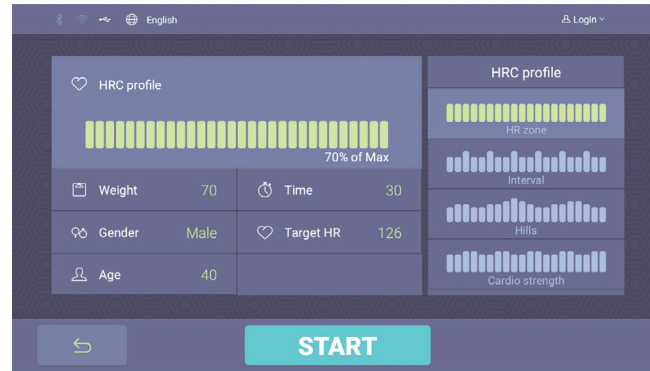 English
Login
HRC profile
70% of Max
Weight 70
Time 30
Gender Male
Target HR 126
Age 40
HRC profile
HR zone
Interval
Hills
Cardio strength
START